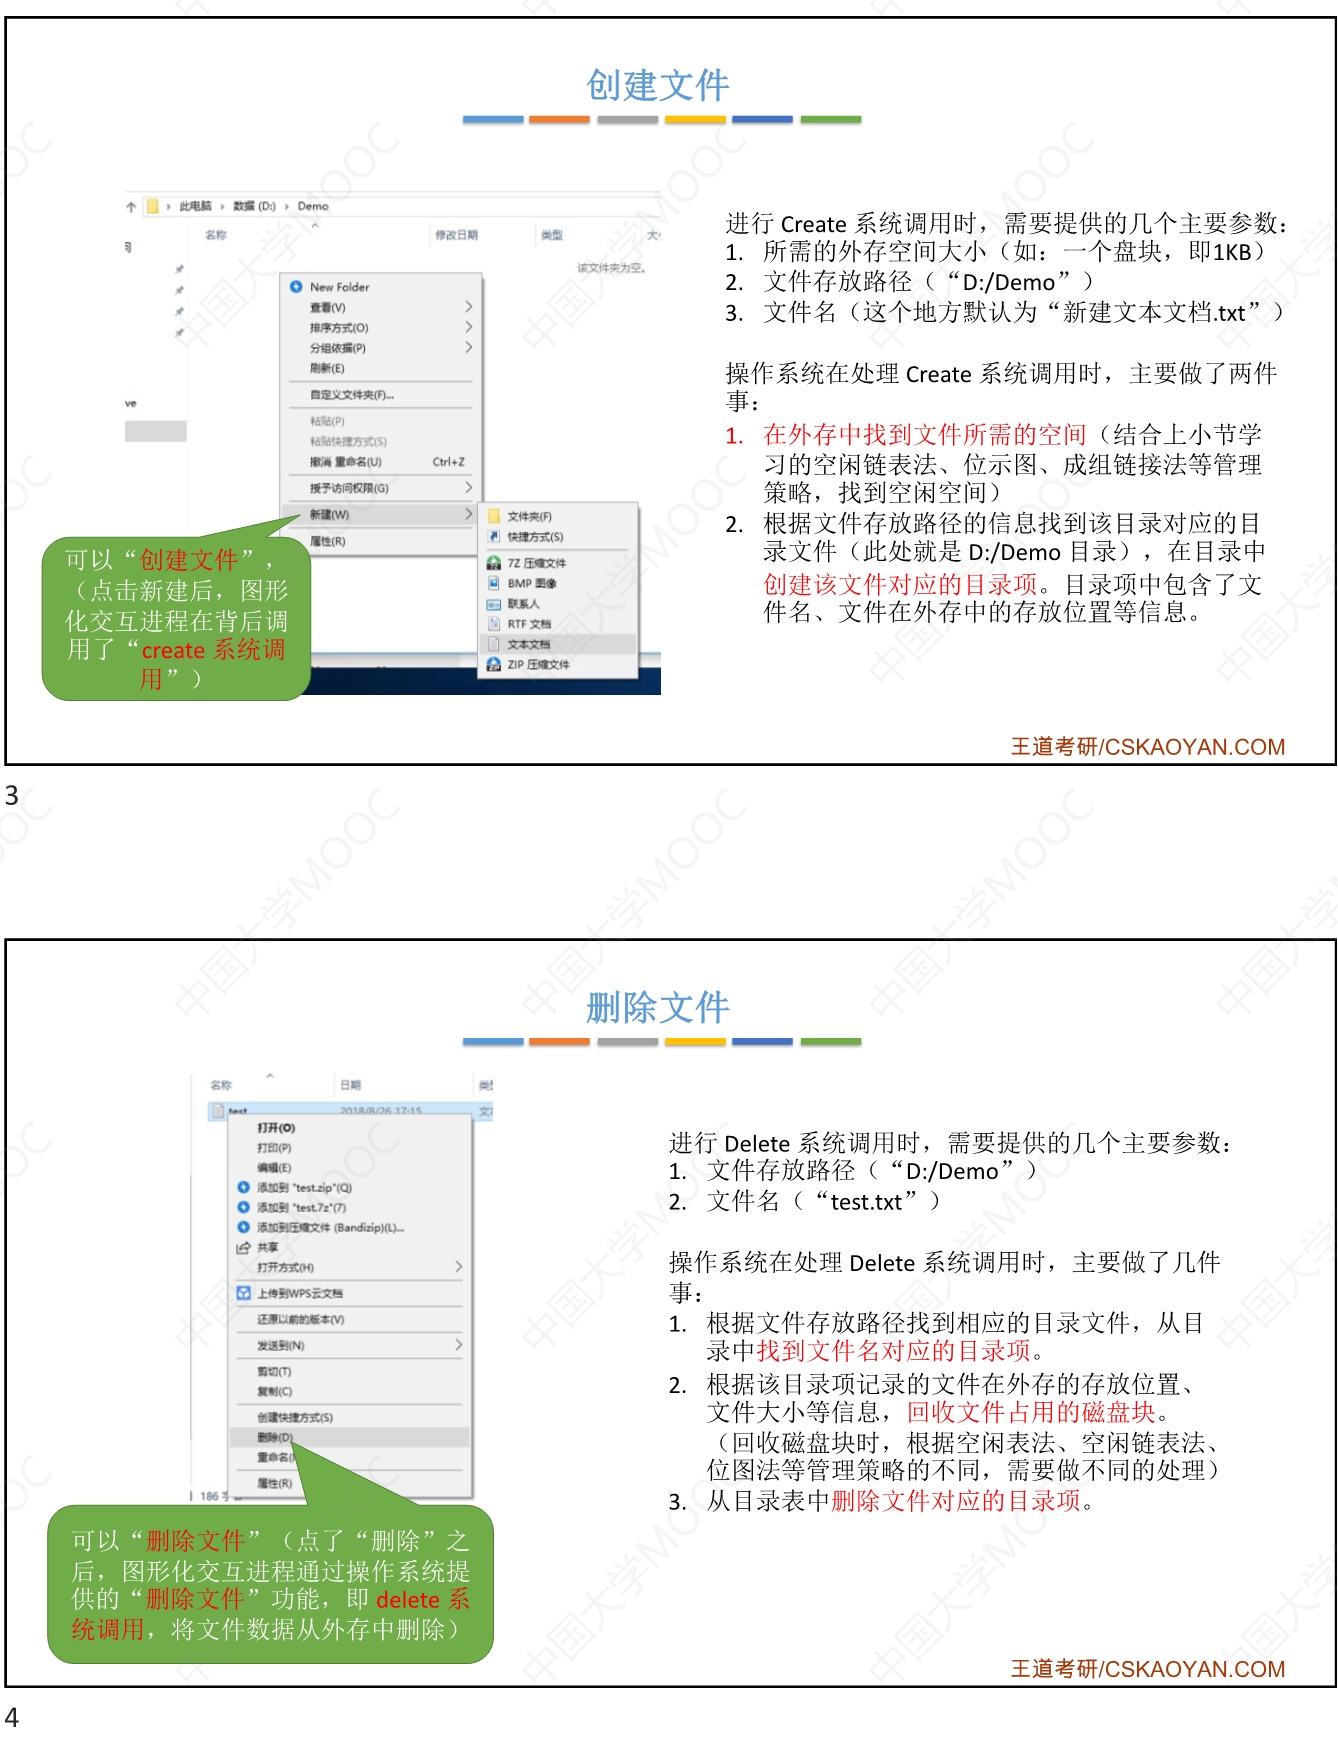 创建文件
此电脑 › 数据 (D:) › Demo
名称
修改日期
类型
该文件夹为空。
New Folder
查看(V)
排序方式(O)
分组依据(P)
刷新(E)
自定义文件夹(F)...
粘贴(P)
粘贴快捷方式(S)
撤消 重命名(U) Ctrl+Z
授予访问权限(G)
新建(W)
属性(R)
ve
文件夹(F)
快捷方式(S)
7Z 压缩文件
BMP 图像
联系人
RTF 文档
文本文档
ZIP 压缩文件
可以“创建文件”，
（点击新建后，图形
化交互进程在背后调
用了“create 系统调
用”）
进行 Create 系统调用时，需要提供的几个主要参数：
1. 所需的外存空间大小（如：一个盘块，即1KB）
2. 文件存放路径（“D:/Demo”）
3. 文件名（这个地方默认为“新建文本文档.txt”）
操作系统在处理 Create 系统调用时，主要做了两件
事：
1. 在外存中找到文件所需的空间（结合上小节学
习的空闲链表法、位示图、成组链接法等管理
策略，找到空闲空间）
2. 根据文件存放路径的信息找到该目录对应的目
录文件（此处就是 D:/Demo 目录），在目录中
创建该文件对应的目录项。目录项中包含了文
件名、文件在外存中的存放位置等信息。
王道考研/CSKAOYAN.COM
3
删除文件
名称
日期
test 2018/8/26 17:15
打开(O)
打印(P)
编辑(E)
添加到 "test.zip"(Q)
添加到 "test.7z"(7)
添加到压缩文件 (Bandizip)(L)...
共享
打开方式(H)
上传到WPS云文档
还原以前的版本(V)
发送到(N)
剪切(T)
复制(C)
创建快捷方式(S)
删除(D)
重命名(
属性(R)
186
可以“删除文件”（点了“删除”之
后，图形化交互进程通过操作系统提
供的“删除文件”功能，即 delete 系
统调用，将文件数据从外存中删除）
进行 Delete 系统调用时，需要提供的几个主要参数：
1. 文件存放路径（“D:/Demo”）
2. 文件名（“test.txt”）
操作系统在处理 Delete 系统调用时，主要做了几件
事：
1. 根据文件存放路径找到相应的目录文件，从目
录中找到文件名对应的目录项。
2. 根据该目录项记录的文件在外存的存放位置、
文件大小等信息，回收文件占用的磁盘块。
（回收磁盘块时，根据空闲表法、空闲链表法、
位图法等管理策略的不同，需要做不同的处理）
3. 从目录表中删除文件对应的目录项。
王道考研/CSKAOYAN.COM
4
中国大学MOOC